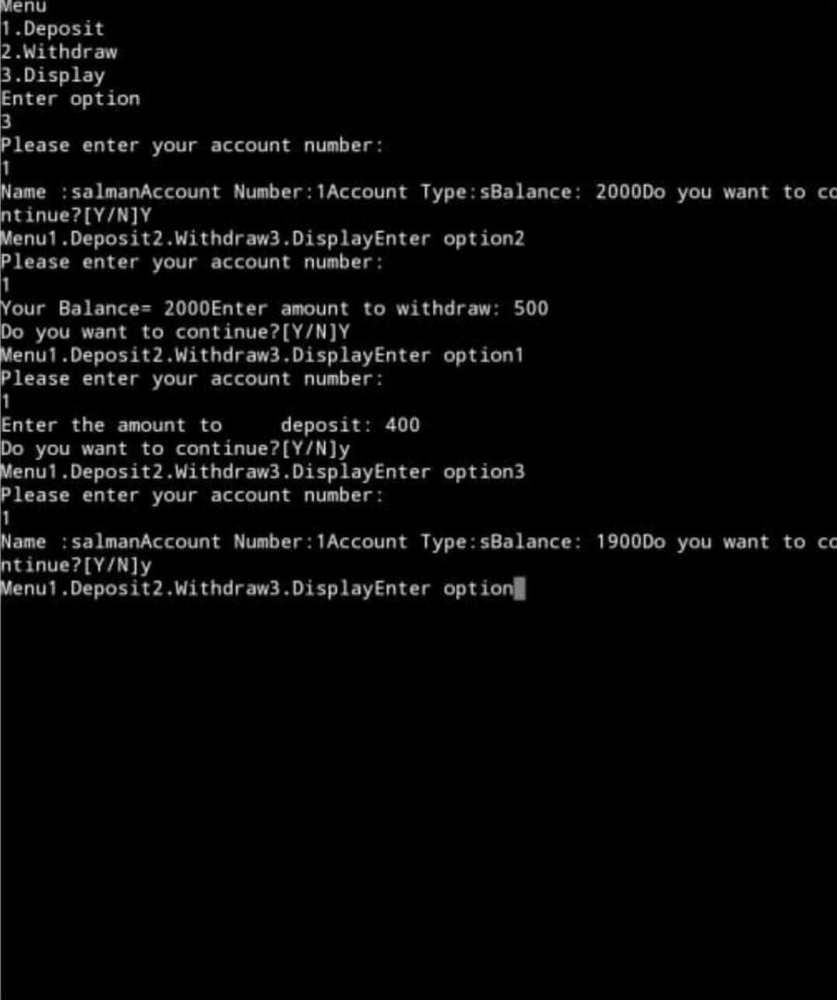 Menu
1.Deposit
2.Withdraw
3.Display
Enter option
3
Please enter your account number:
1
Name :salmanAccount Number:1Account Type:sBalance: 2000Do you want to co
ntinue?[Y/N]Y
Menu1.Deposit2.Withdraw3.DisplayEnter option2
Please enter your account number:
1
Your Balance= 2000Enter amount to withdraw: 500
Do you want to continue?[Y/N]Y
Menu1.Deposit2.Withdraw3.DisplayEnter option1
Please enter your account number:
1
Enter the amount to     deposit: 400
Do you want to continue?[Y/N]y
Menu1.Deposit2.Withdraw3.DisplayEnter option3
Please enter your account number:
1
Name :salmanAccount Number:1Account Type:sBalance: 1900Do you want to co
ntinue?[Y/N]y
Menu1.Deposit2.Withdraw3.DisplayEnter option